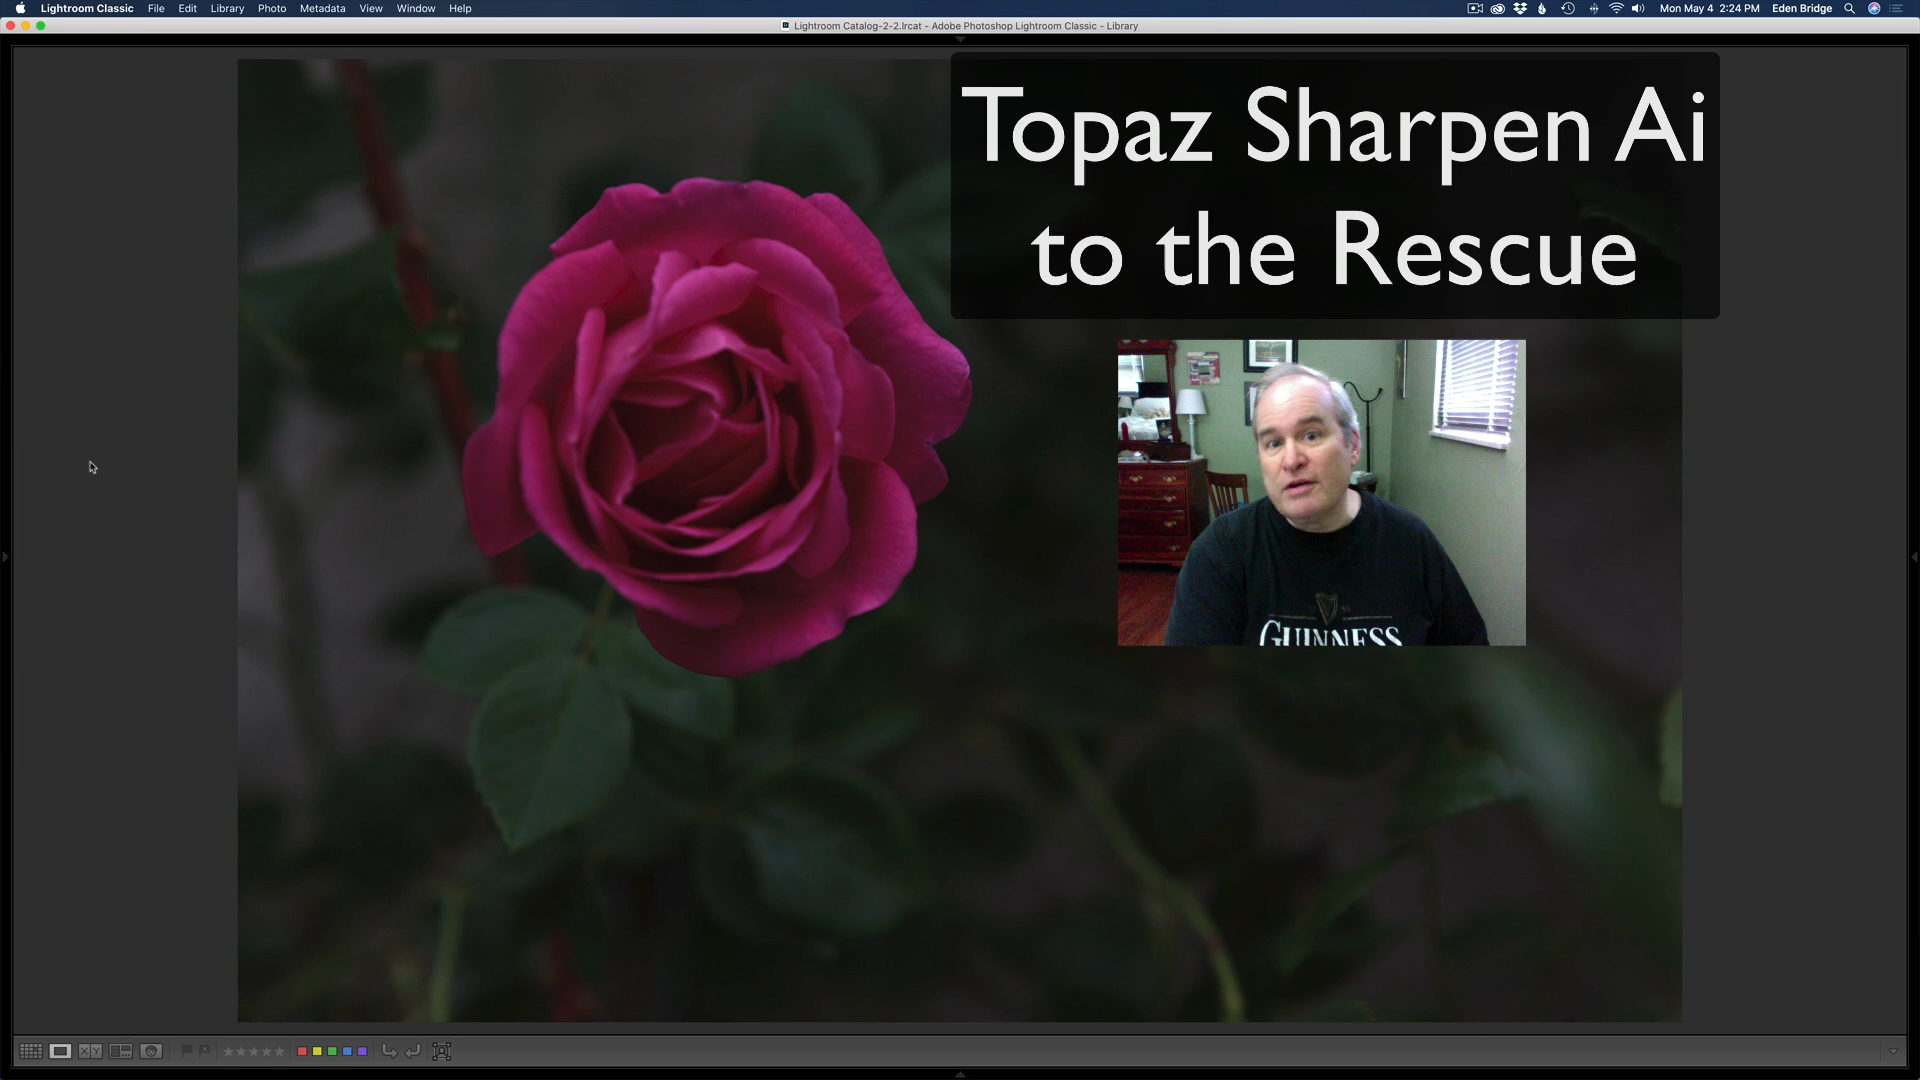 Lightroom Classic File Edit Library Photo Metadata View Window Help Mon May 4 2:24 PM Eden Bridge
Lightroom Catalog-2-2.lrcat - Adobe Photoshop Lightroom Classic - Library
Topaz Sharpen Ai
to the Rescue
GUINNESS
XY